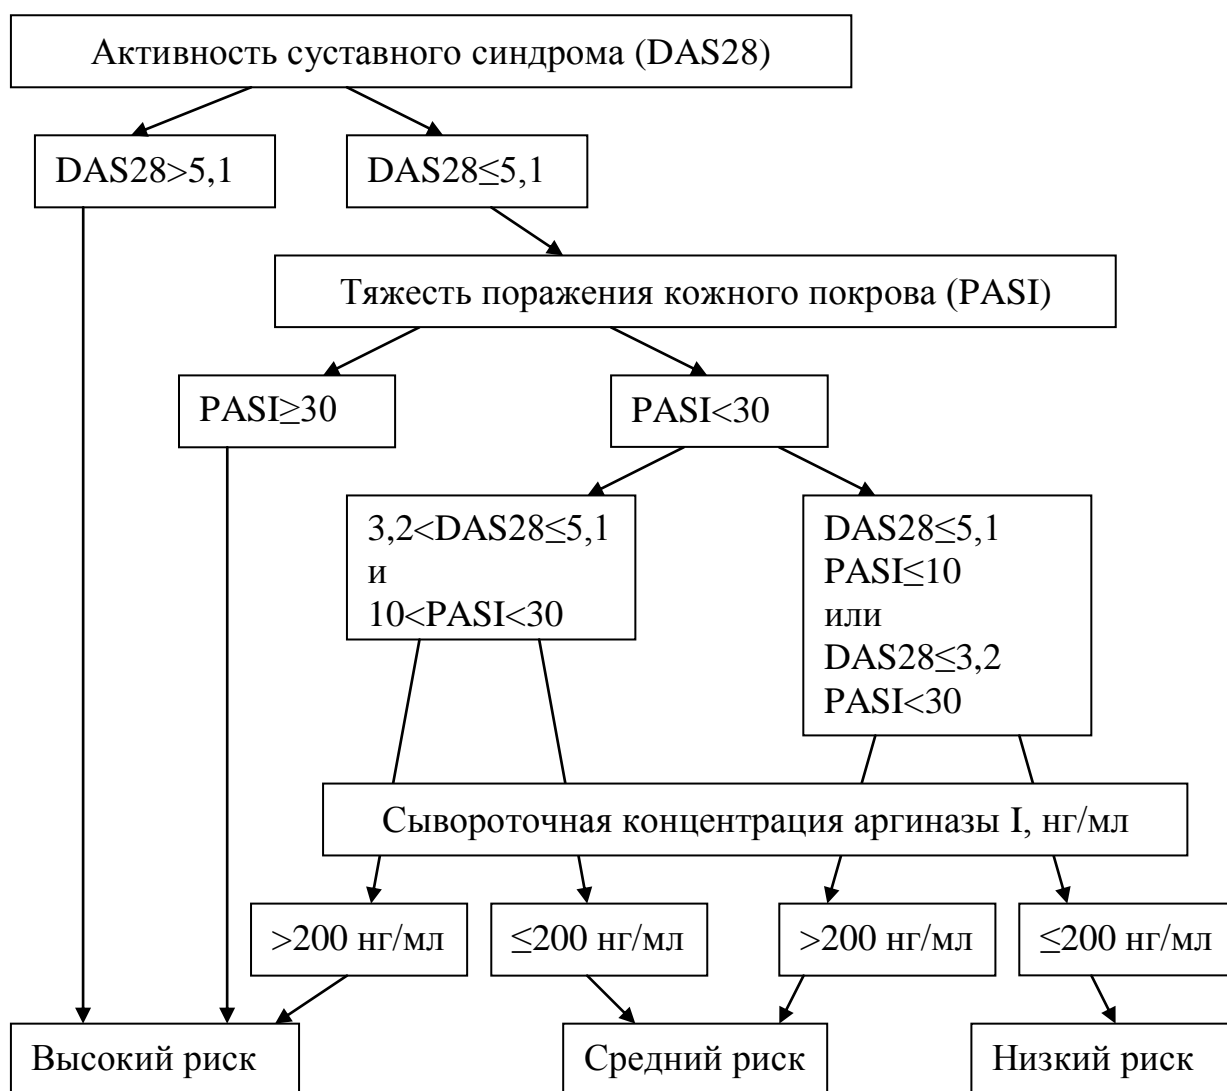 Активность суставного синдрома (DAS28)
DAS28>5,1
DAS28≤5,1
Тяжесть поражения кожного покрова (PASI)
PASI≥30
PASI<30
3,2<DAS28≤5,1
и
10<PASI<30
DAS28≤5,1
PASI≤10
или
DAS28≤3,2
PASI<30
Сывороточная концентрация аргиназы I, нг/мл
>200 нг/мл
≤200 нг/мл
>200 нг/мл
≤200 нг/мл
Высокий риск
Средний риск
Низкий риск